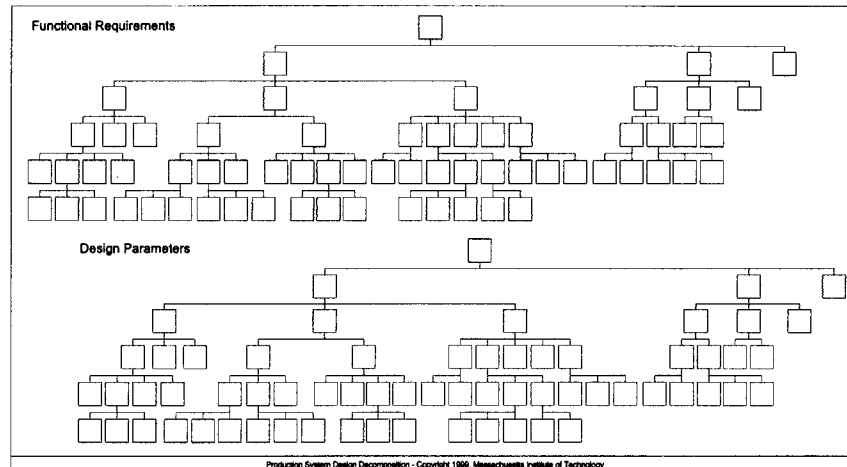 Functional Requirements
Design Parameters
Production System Design Decomposition - Copyright 1999, Massachusetts Institute of Technology